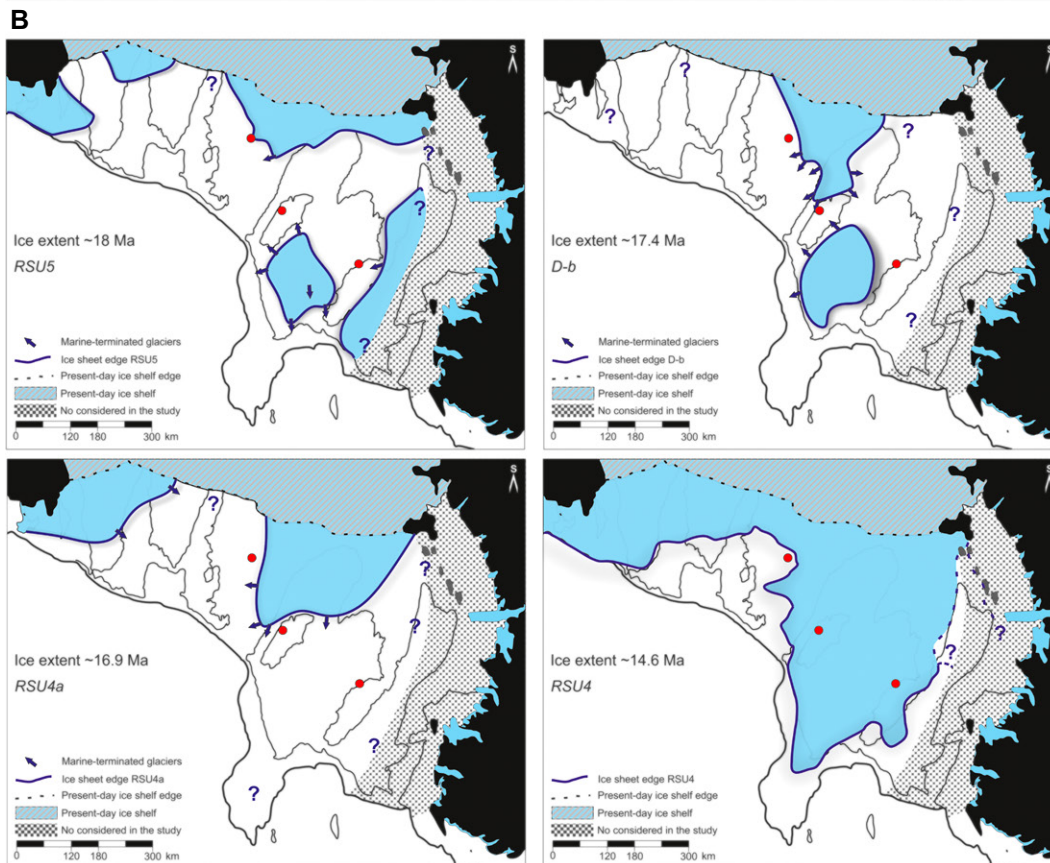 B
S
?
?
Ice extent ~18 Ma
RSU5
?
?
Marine-terminated glaciers
Ice sheet edge RSU5
Present-day ice shelf edge
Present-day ice shelf
No considered in the study
120 180 300 km
S
?
?
?
?
Ice extent ~17.4 Ma
D-b
?
Marine-terminated glaciers
Ice sheet edge D-b
Present-day ice shelf edge
Present-day ice shelf
No considered in the study
120 180 300 km
S
?
?
Ice extent ~16.9 Ma
RSU4a
?
?
?
Marine-terminated glaciers
Ice sheet edge RSU4a
Present-day ice shelf edge
Present-day ice shelf
No considered in the study
120 180 300 km
S
?
?
Ice extent ~14.6 Ma
RSU4
Ice sheet edge RSU4
Present-day ice shelf edge
Present-day ice shelf
No considered in the study
120 180 300 km